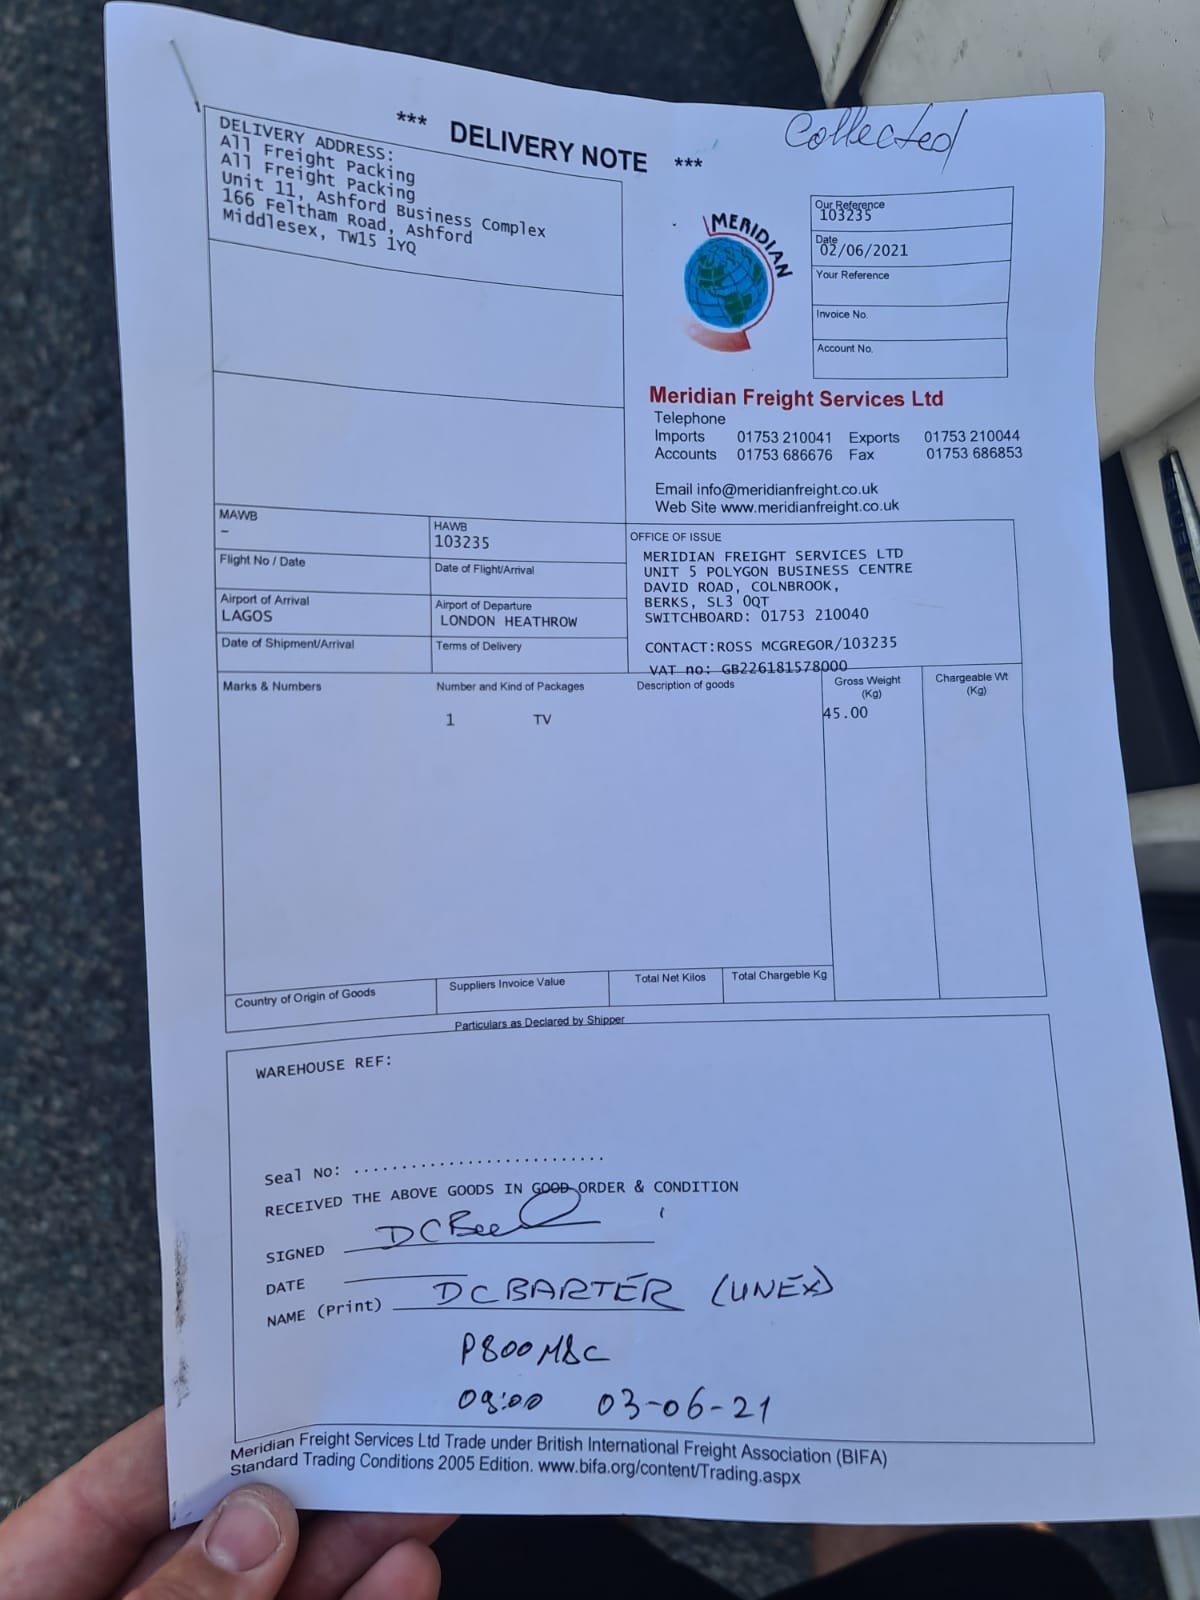 *** DELIVERY NOTE ***
Collected
DELIVERY ADDRESS:
All Freight Packing
All Freight Packing
Unit 11, Ashford Business Complex
166 Feltham Road, Ashford
Middlesex, TW15 1YQ
MERIDIAN
Our Reference
103235
Date
02/06/2021
Your Reference
Invoice No.
Account No.
Meridian Freight Services Ltd
Telephone
Imports 01753 210041 Exports 01753 210044
Accounts 01753 686676 Fax 01753 686853
Email info@meridianfreight.co.uk
Web Site www.meridianfreight.co.uk
MAWB
–
HAWB
103235
Flight No / Date
Date of Flight/Arrival
Airport of Arrival
LAGOS
Airport of Departure
LONDON HEATHROW
Date of Shipment/Arrival
Terms of Delivery
OFFICE OF ISSUE
MERIDIAN FREIGHT SERVICES LTD
UNIT 5 POLYGON BUSINESS CENTRE
DAVID ROAD, COLNBROOK,
BERKS, SL3 0QT
SWITCHBOARD: 01753 210040
CONTACT:ROSS MCGREGOR/103235
VAT no: GB226181578000
Marks & Numbers
Number and Kind of Packages
Description of goods
Gross Weight
(Kg)
Chargeable Wt
(Kg)
1 TV
45.00
Country of Origin of Goods
Suppliers Invoice Value
Total Net Kilos
Total Chargeble Kg
Particulars as Declared by Shipper
WAREHOUSE REF:
Seal No: ...........................
RECEIVED THE ABOVE GOODS IN GOOD ORDER & CONDITION
SIGNED
DATE
NAME (Print) DCBARTER (UNEX)
P800MBC
03-06-21
Meridian Freight Services Ltd Trade under British International Freight Association (BIFA)
Standard Trading Conditions 2005 Edition. www.bifa.org/content/Trading.aspx